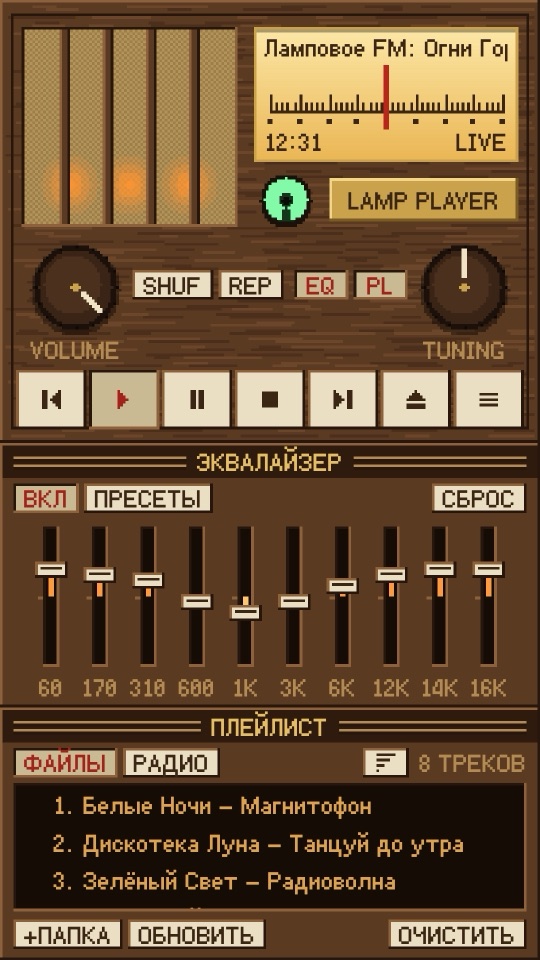 Ламповое FM: Огни Го
12:31 LIVE
LAMP PLAYER
SHUF REP EQ PL
VOLUME TUNING
ЭКВАЛАЙЗЕР
ВКЛ ПРЕСЕТЫ СБРОС
60 170 310 600 1K 3K 6K 12K 14K 16K
ПЛЕЙЛИСТ
ФАЙЛЫ РАДИО 8 ТРЕКОВ
1. Белые Ночи — Магнитофон
2. Дискотека Луна — Танцуй до утра
3. Зелёный Свет — Радиоволна
+ПАПКА ОБНОВИТЬ ОЧИСТИТЬ